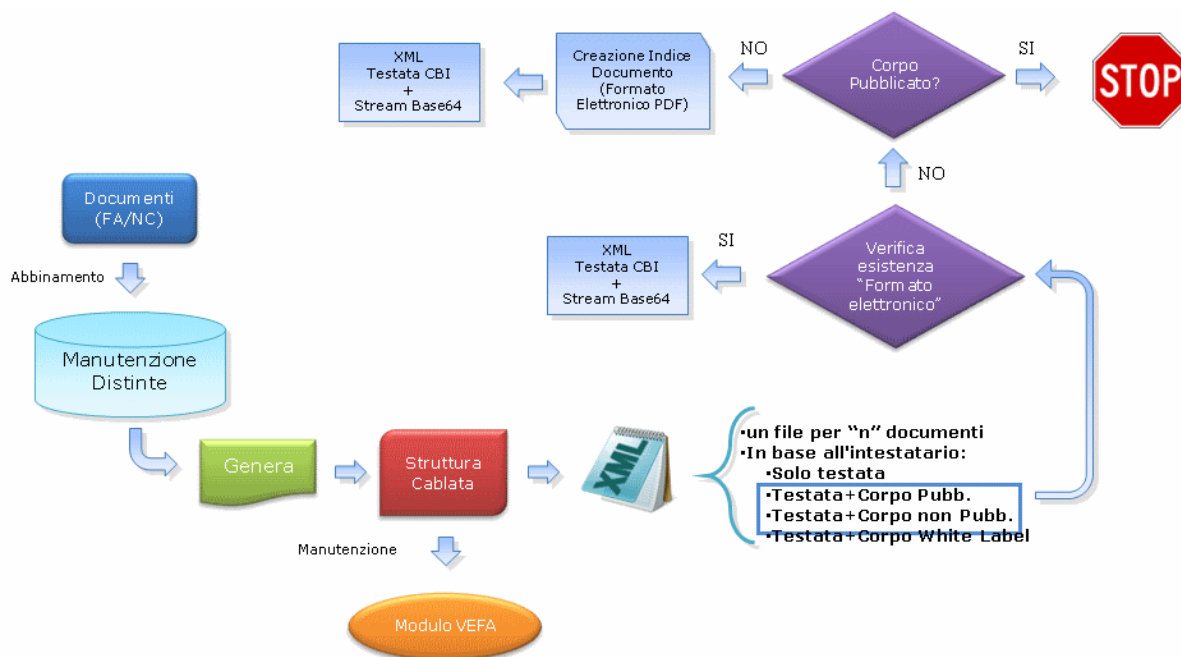 XML
Testata CBI
+
Stream Base64
Creazione Indice
Documento
(Formato
Elettronico PDF)
NO
Corpo
Pubblicato?
SI
STOP
NO
Documenti
(FA/NC)
Abbinamento
XML
Testata CBI
+
Stream Base64
SI
Verifica
esistenza
“Formato
elettronico”
Manutenzione
Distinte
Genera
Struttura
Cablata
XML
▪un file per “n” documenti
▪In base all'intestatario:
▪Solo testata
▪Testata+Corpo Pubb.
▪Testata+Corpo non Pubb.
▪Testata+Corpo White Label
Manutenzione
Modulo VEFA